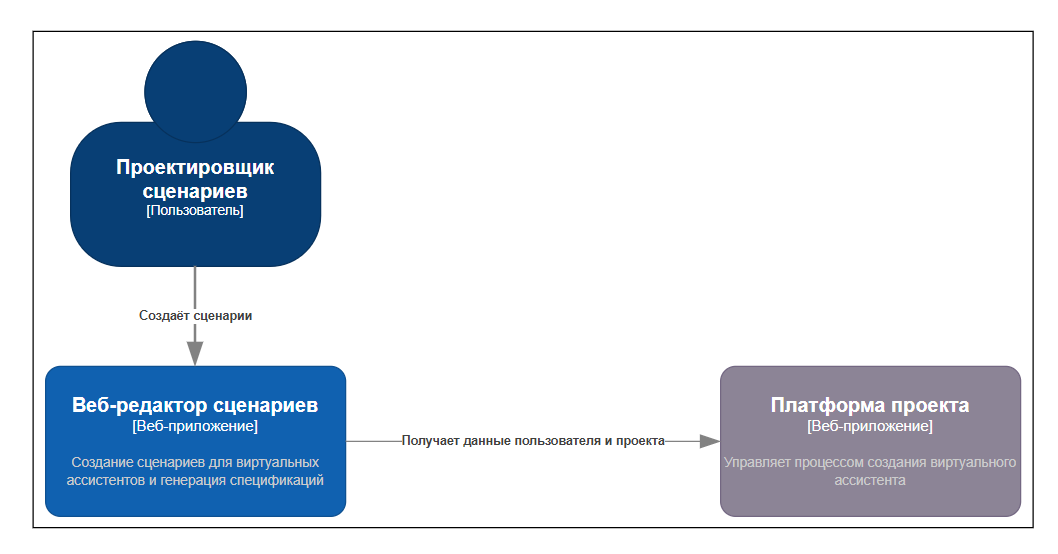 Проектировщик
сценариев
[Пользователь]
Создаёт сценарии
Веб-редактор сценариев
[Веб-приложение]
Создание сценариев для виртуальных
ассистентов и генерация спецификаций
Получает данные пользователя и проекта
Платформа проекта
[Веб-приложение]
Управляет процессом создания виртуального
ассистента